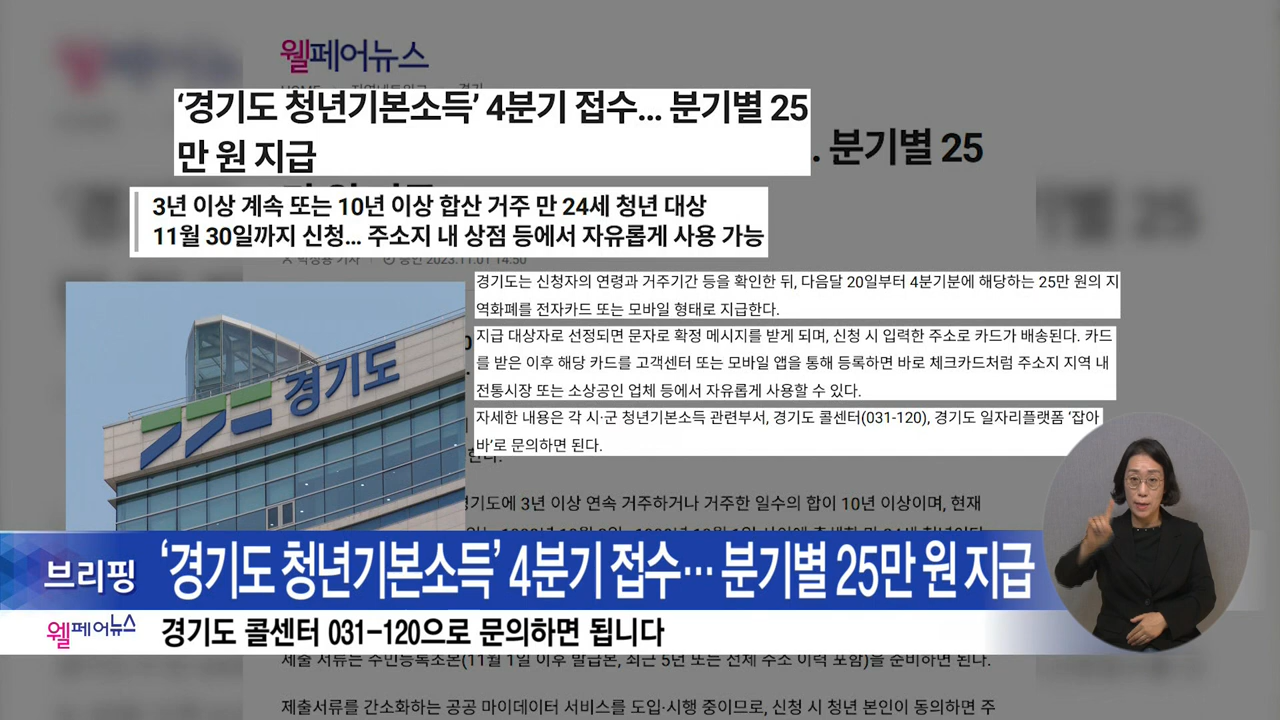 웰페어뉴스
‘경기도 청년기본소득’ 4분기 접수... 분기별 25
만 원 지급
. 분기별 25
3년 이상 계속 또는 10년 이상 합산 거주 만 24세 청년 대상
11월 30일까지 신청... 주소지 내 상점 등에서 자유롭게 사용 가능
2023.11.01 14:50
경기도는 신청자의 연령과 거주기간 등을 확인한 뒤, 다음달 20일부터 4분기분에 해당하는 25만 원의 지
역화폐를 전자카드 또는 모바일 형태로 지급한다.
지급 대상자로 선정되면 문자로 확정 메시지를 받게 되며, 신청 시 입력한 주소로 카드가 배송된다. 카드
를 받은 이후 해당 카드를 고객센터 또는 모바일 앱을 통해 등록하면 바로 체크카드처럼 주소지 지역 내
전통시장 또는 소상공인 업체 등에서 자유롭게 사용할 수 있다.
자세한 내용은 각 시·군 청년기본소득 관련부서, 경기도 콜센터(031-120), 경기도 일자리플랫폼 ‘잡아
바’로 문의하면 된다.
경기도
경기도에 3년 이상 연속 거주하거나 거주한 일수의 합이 10년 이상이며, 현재
브리핑
‘경기도 청년기본소득’ 4분기 접수··· 분기별 25만 원 지급
웰페어뉴스
경기도 콜센터 031-120으로 문의하면 됩니다
제출 서류는 주민등록초본(11월 1일 이후 발급본, 최근 5년 또는 전체 주소 이력 포함)을 준비하면 된다.
제출서류를 간소화하는 공공 마이데이터 서비스를 도입·시행 중이므로, 신청 시 청년 본인이 동의하면 주